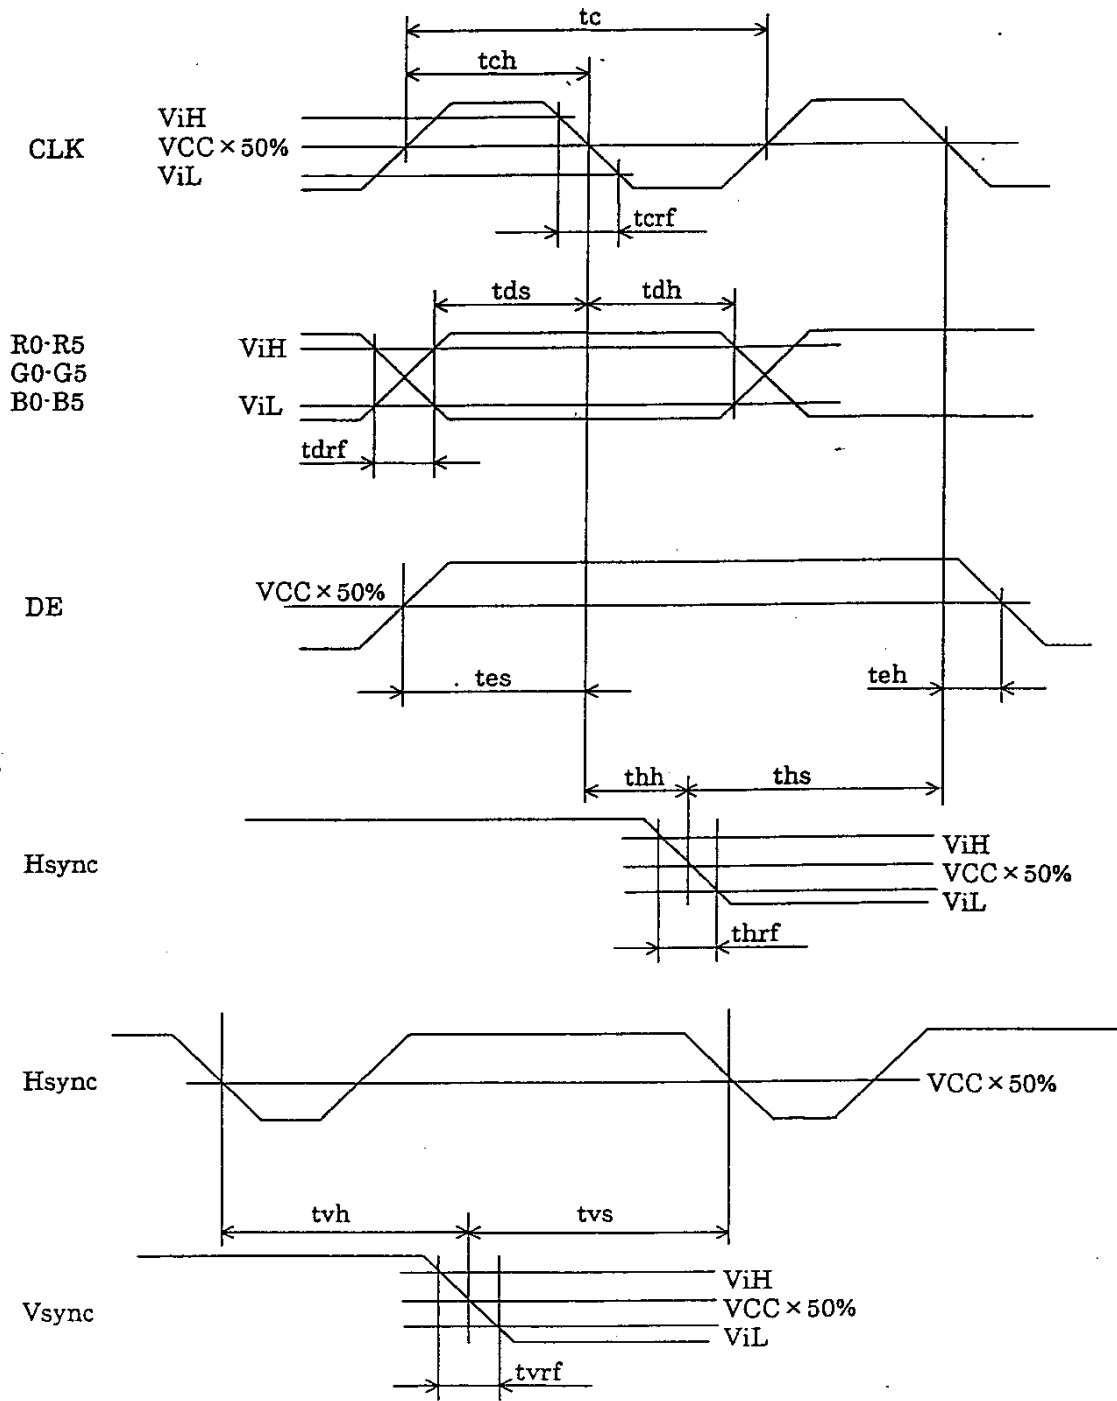 tc
tch
ViH
CLK
VCC×50%
ViL
tcrf
tds
tdh
R0-R5
ViH
G0-G5
B0-B5
ViL
tdrf
VCC×50%
DE
tes
teh
thh
ths
ViH
Hsync
VCC×50%
ViL
thrf
Hsync
VCC×50%
tvh
tvs
ViH
Vsync
VCC×50%
ViL
tvrf